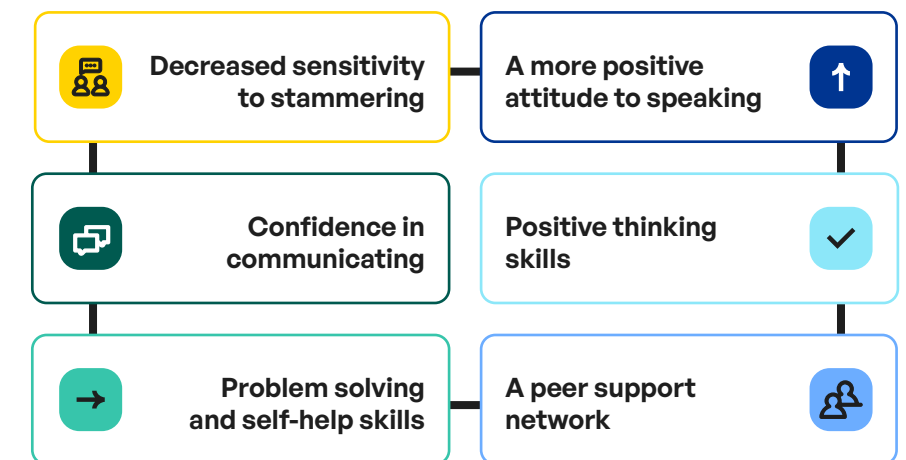 Decreased sensitivity
to stammering
A more positive
attitude to speaking
Confidence in
communicating
Positive thinking
skills
Problem solving
and self-help skills
A peer support
network